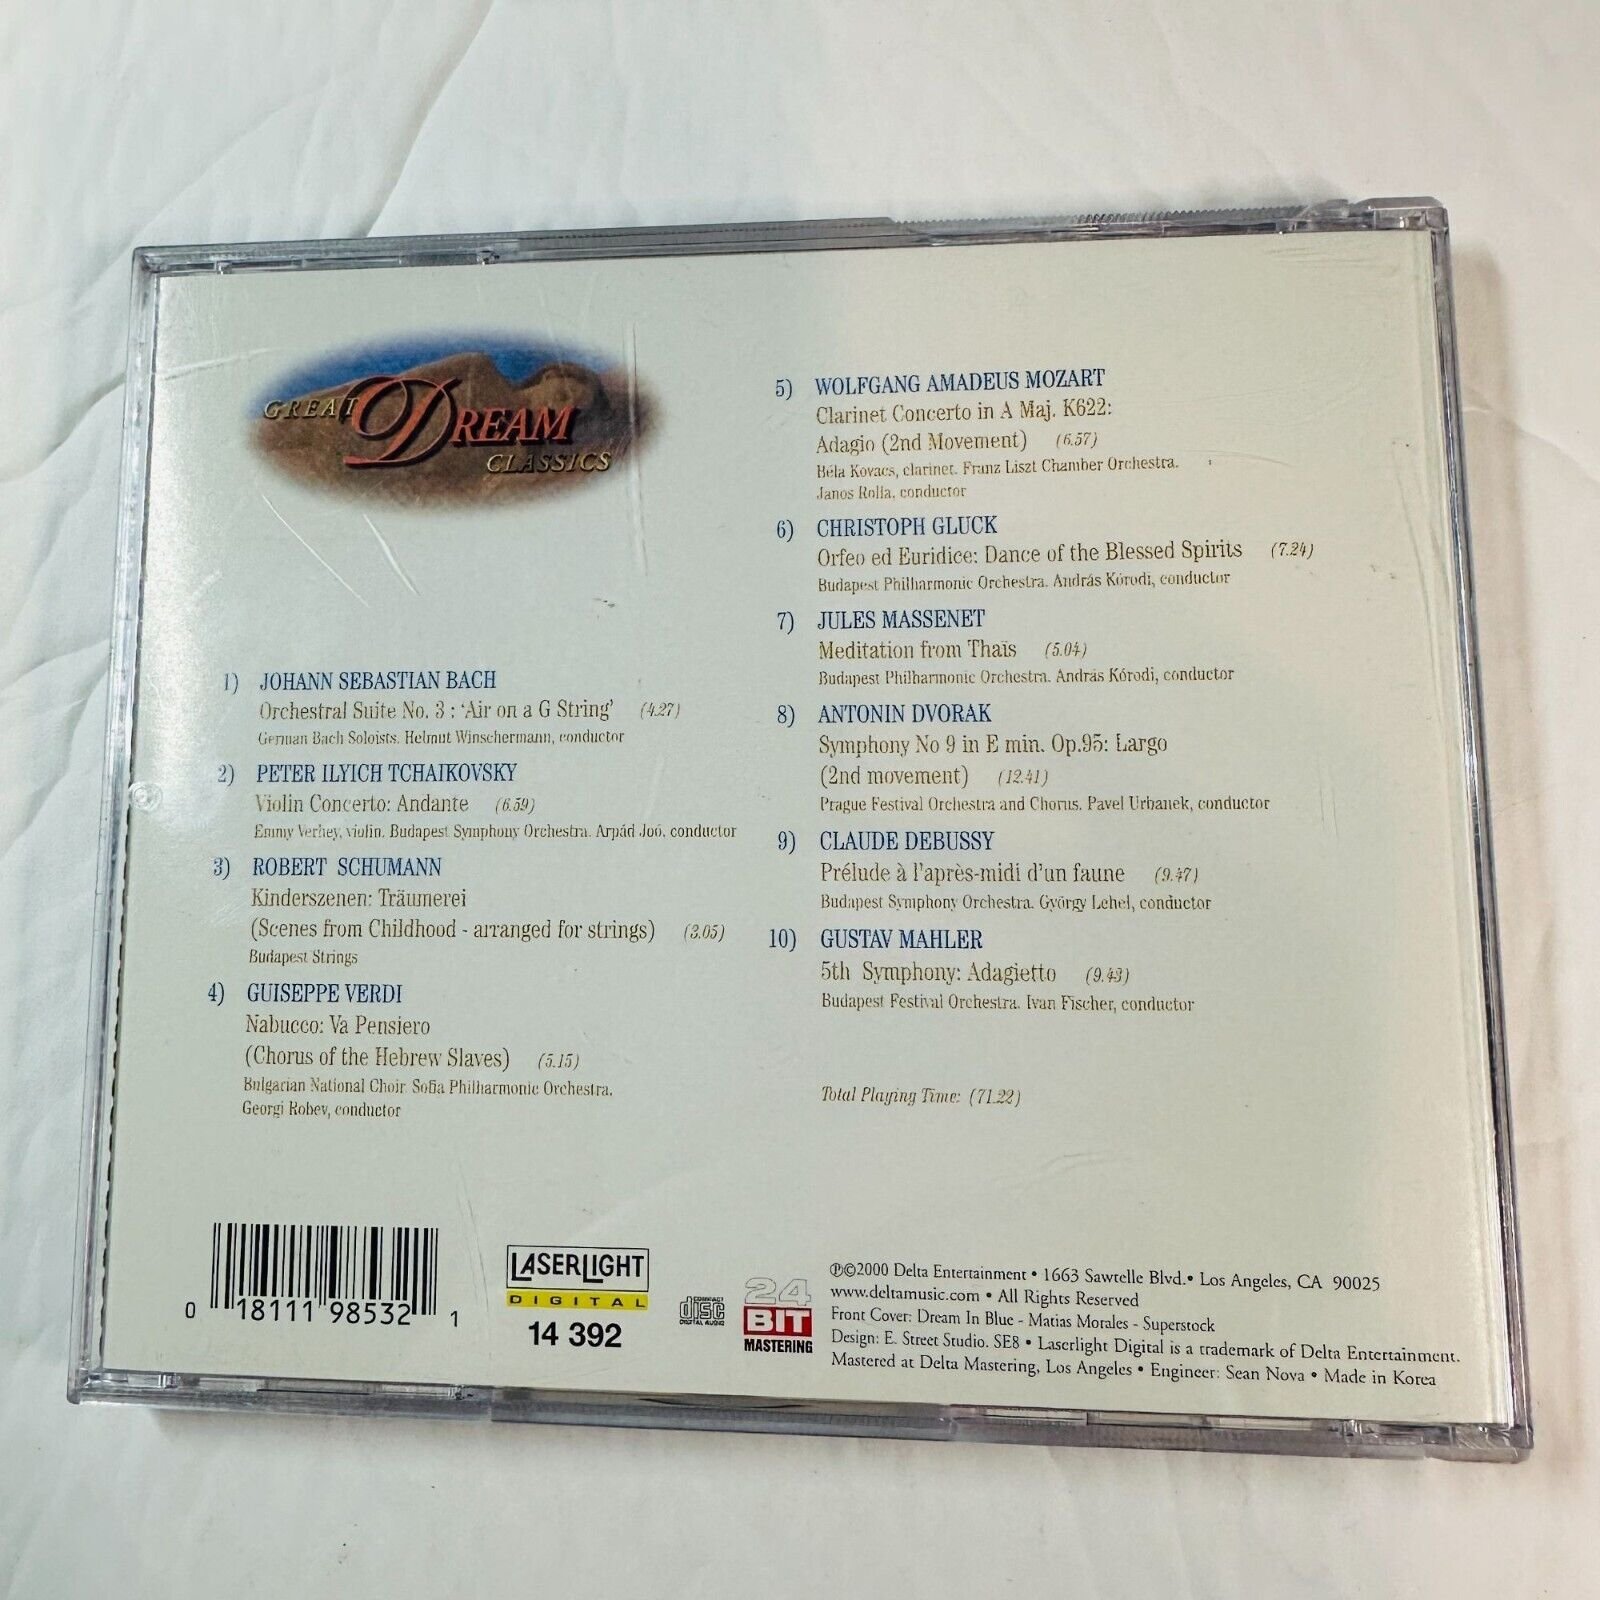 GREAT DREAM
CLASSICS
1) JOHANN SEBASTIAN BACH
Orchestral Suite No. 3 : 'Air on a G String' (4.27)
German Bach Soloists. Helmut Winschermann, conductor
2) PETER ILYICH TCHAIKOVSKY
Violin Concerto: Andante (6.59)
Emmy Verhey, violin. Budapest Symphony Orchestra. Arpád Joó, conductor
3) ROBERT SCHUMANN
Kinderszenen: Träumerei
(Scenes from Childhood - arranged for strings) (3.05)
Budapest Strings
4) GUISEPPE VERDI
Nabucco: Va Pensiero
(Chorus of the Hebrew Slaves) (5.15)
Bulgarian National Choir. Sofia Philharmonic Orchestra.
Georgi Robev, conductor
5) WOLFGANG AMADEUS MOZART
Clarinet Concerto in A Maj. K622:
Adagio (2nd Movement) (6.57)
Béla Kovacs, clarinet. Franz Liszt Chamber Orchestra.
Janos Rolla, conductor
6) CHRISTOPH GLUCK
Orfeo ed Euridice: Dance of the Blessed Spirits (7.24)
Budapest Philharmonic Orchestra. András Kórodi, conductor
7) JULES MASSENET
Meditation from Thaïs (5.04)
Budapest Philharmonic Orchestra. András Kórodi, conductor
8) ANTONIN DVORAK
Symphony No 9 in E min. Op.95: Largo
(2nd movement) (12.41)
Prague Festival Orchestra and Chorus. Pavel Urbanek, conductor
9) CLAUDE DEBUSSY
Prélude à l'après-midi d'un faune (9.47)
Budapest Symphony Orchestra. György Lehel, conductor
10) GUSTAV MAHLER
5th Symphony: Adagietto (9.43)
Budapest Festival Orchestra. Ivan Fischer, conductor
Total Playing Time: (71.22)
0 18111 98532 1
LASERLIGHT
DIGITAL
14 392
COMPACT
disc
DIGITAL AUDIO
24
BIT
MASTERING
℗©2000 Delta Entertainment • 1663 Sawtelle Blvd. • Los Angeles, CA 90025
www.deltamusic.com • All Rights Reserved
Front Cover: Dream In Blue - Matias Morales - Superstock
Design: E. Street Studio. SE8 • Laserlight Digital is a trademark of Delta Entertainment.
Mastered at Delta Mastering, Los Angeles • Engineer: Sean Nova • Made in Korea